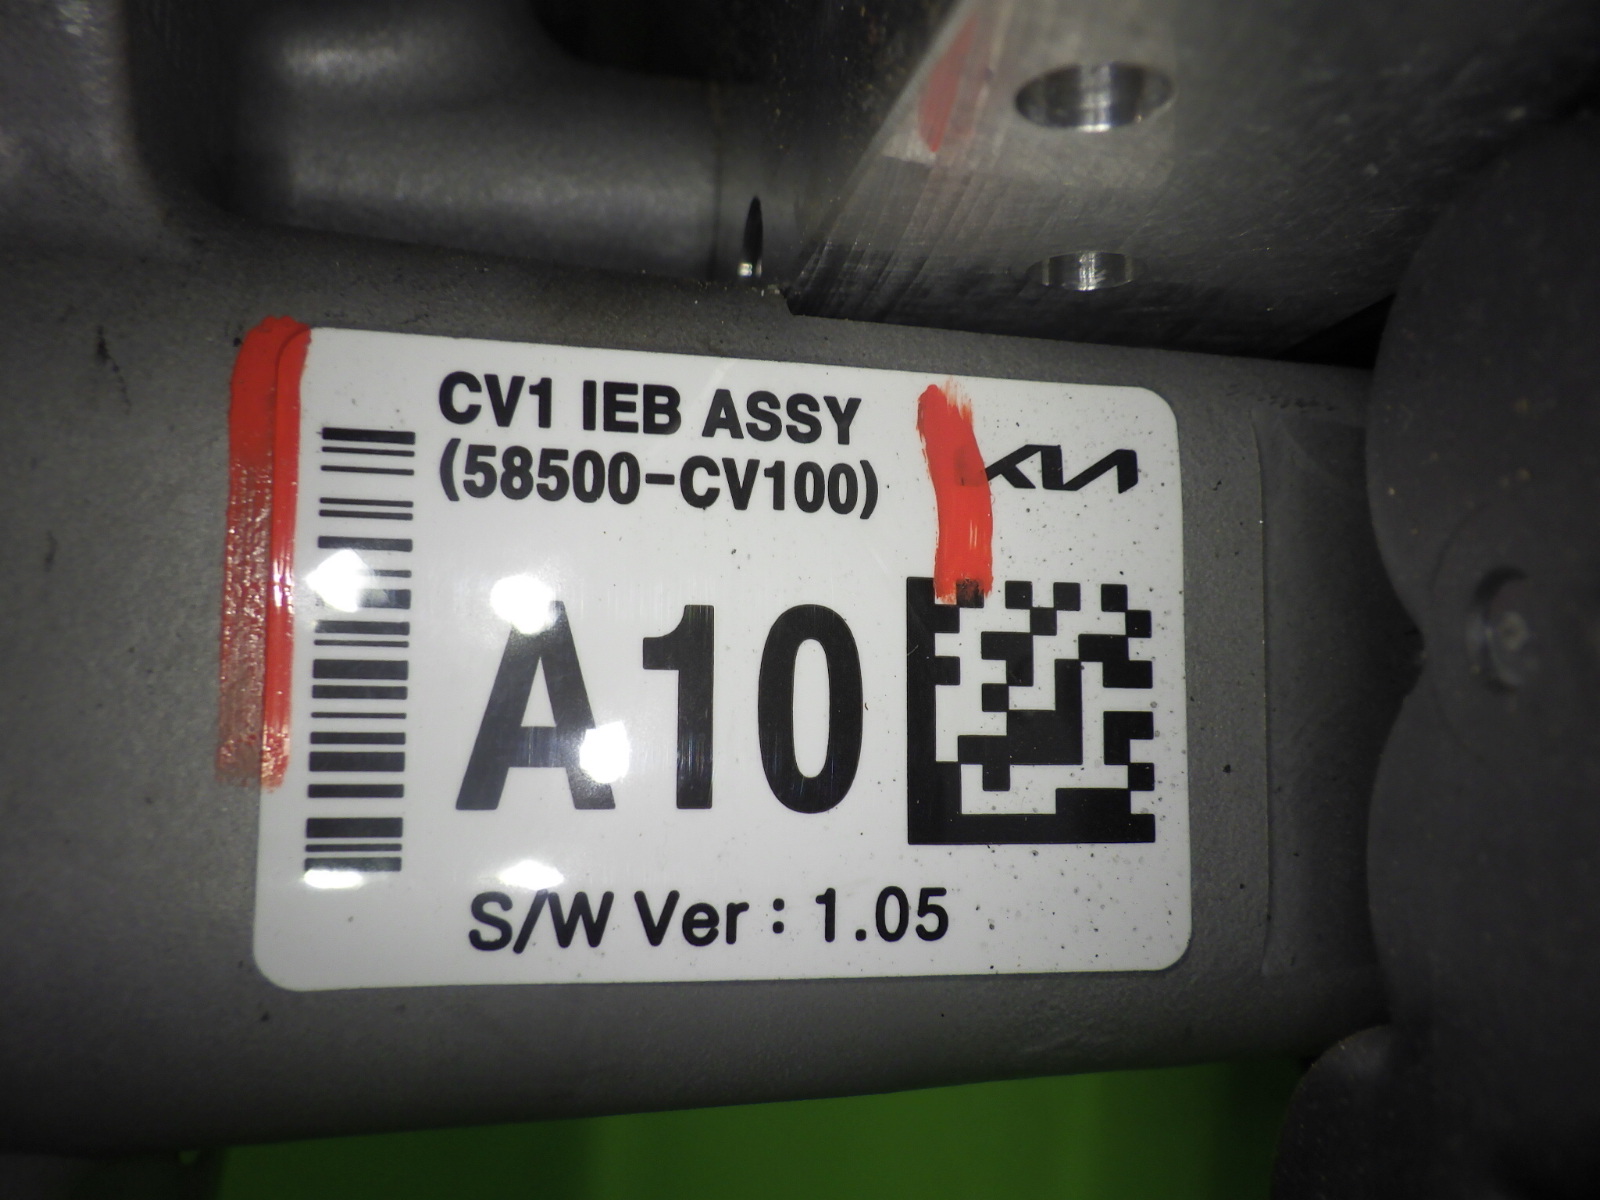 CV1 IEB ASSY
(58500-CV100)
KIA
A10
S/W Ver : 1.05